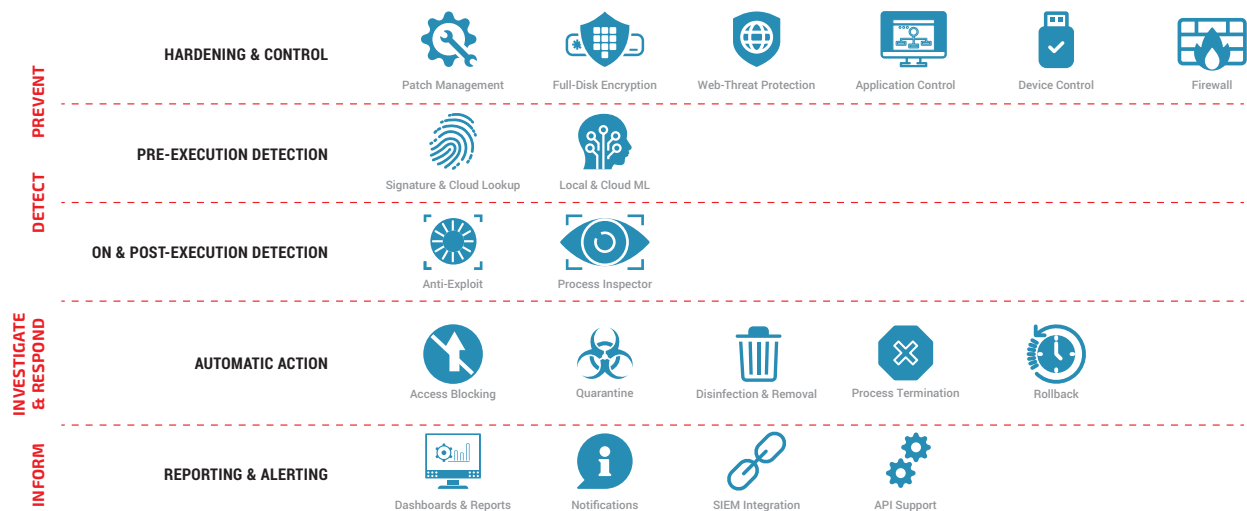 PREVENT
HARDENING & CONTROL
Patch Management
Full-Disk Encryption
Web-Threat Protection
Application Control
Device Control
Firewall
PRE-EXECUTION DETECTION
Signature & Cloud Lookup
Local & Cloud ML
DETECT
ON & POST-EXECUTION DETECTION
Anti-Exploit
Process Inspector
INVESTIGATE
& RESPOND
AUTOMATIC ACTION
Access Blocking
Quarantine
Disinfection & Removal
Process Termination
Rollback
INFORM
REPORTING & ALERTING
Dashboards & Reports
Notifications
SIEM Integration
API Support